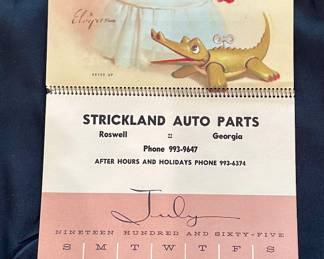 Elvgren
STRICKLAND AUTO PARTS
Roswell :: Georgia
Phone 993-9647
AFTER HOURS AND HOLIDAYS PHONE 993-6374
July
NINETEEN HUNDRED AND SIXTY-FIVE
S M T W T F S